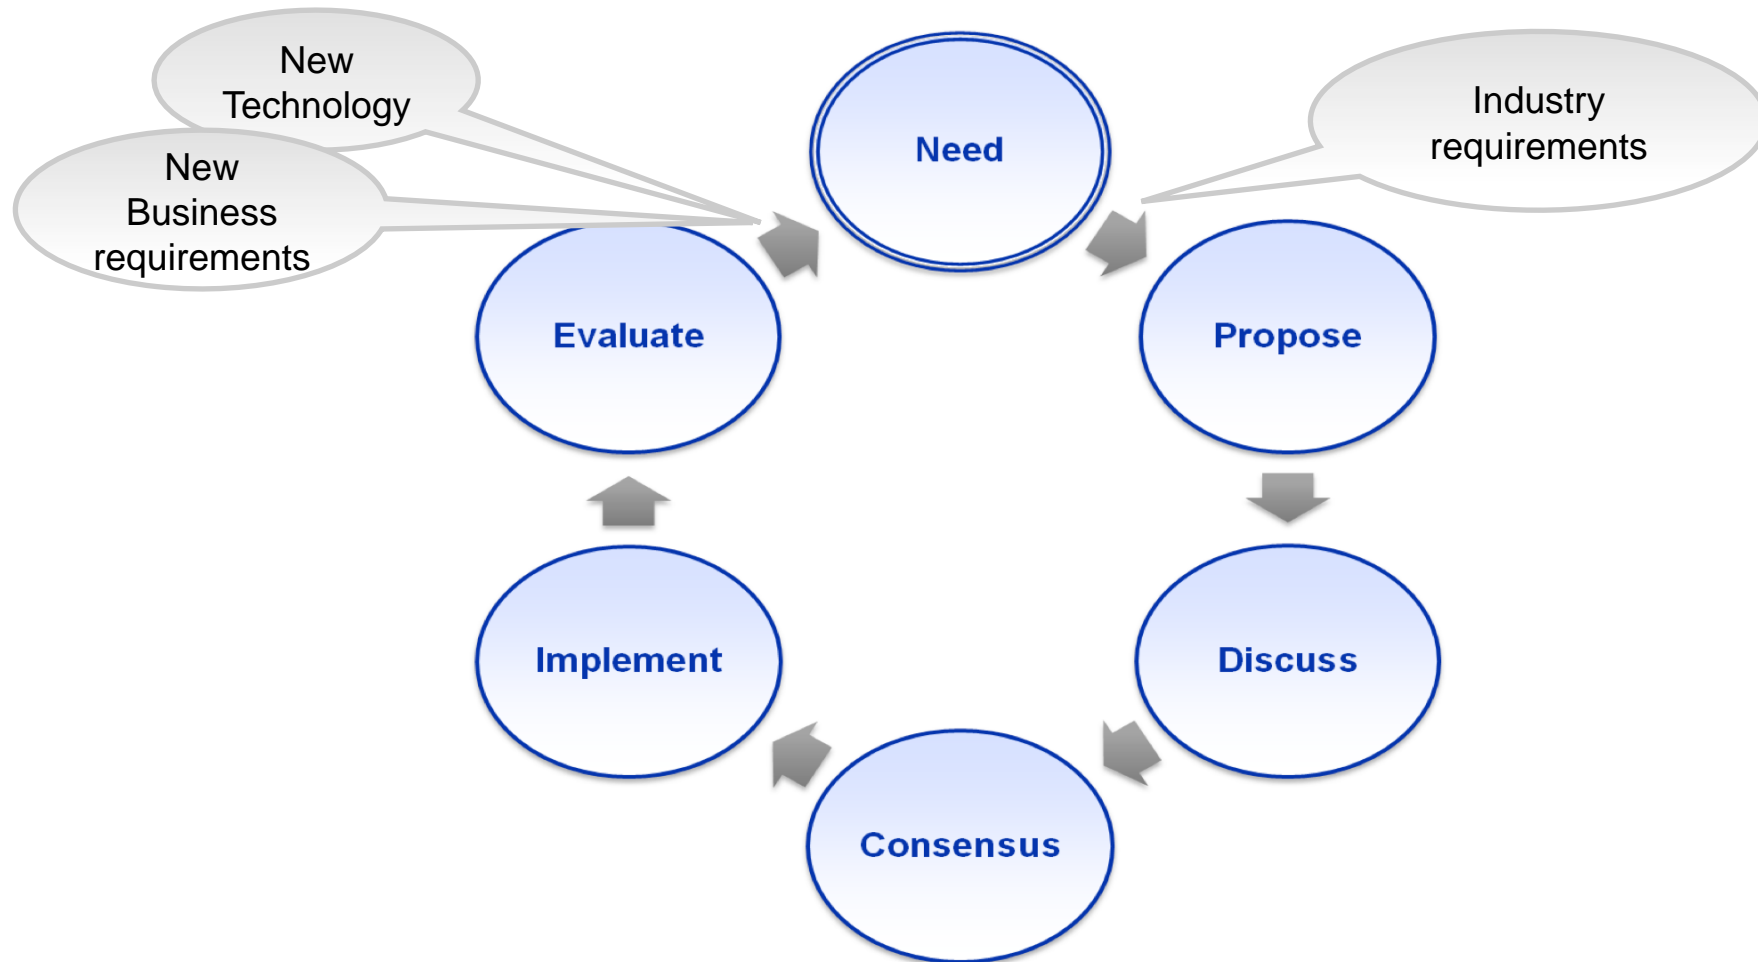 New
Technology
New
Business
requirements
Need
Industry
requirements
Evaluate
Propose
Implement
Discuss
Consensus